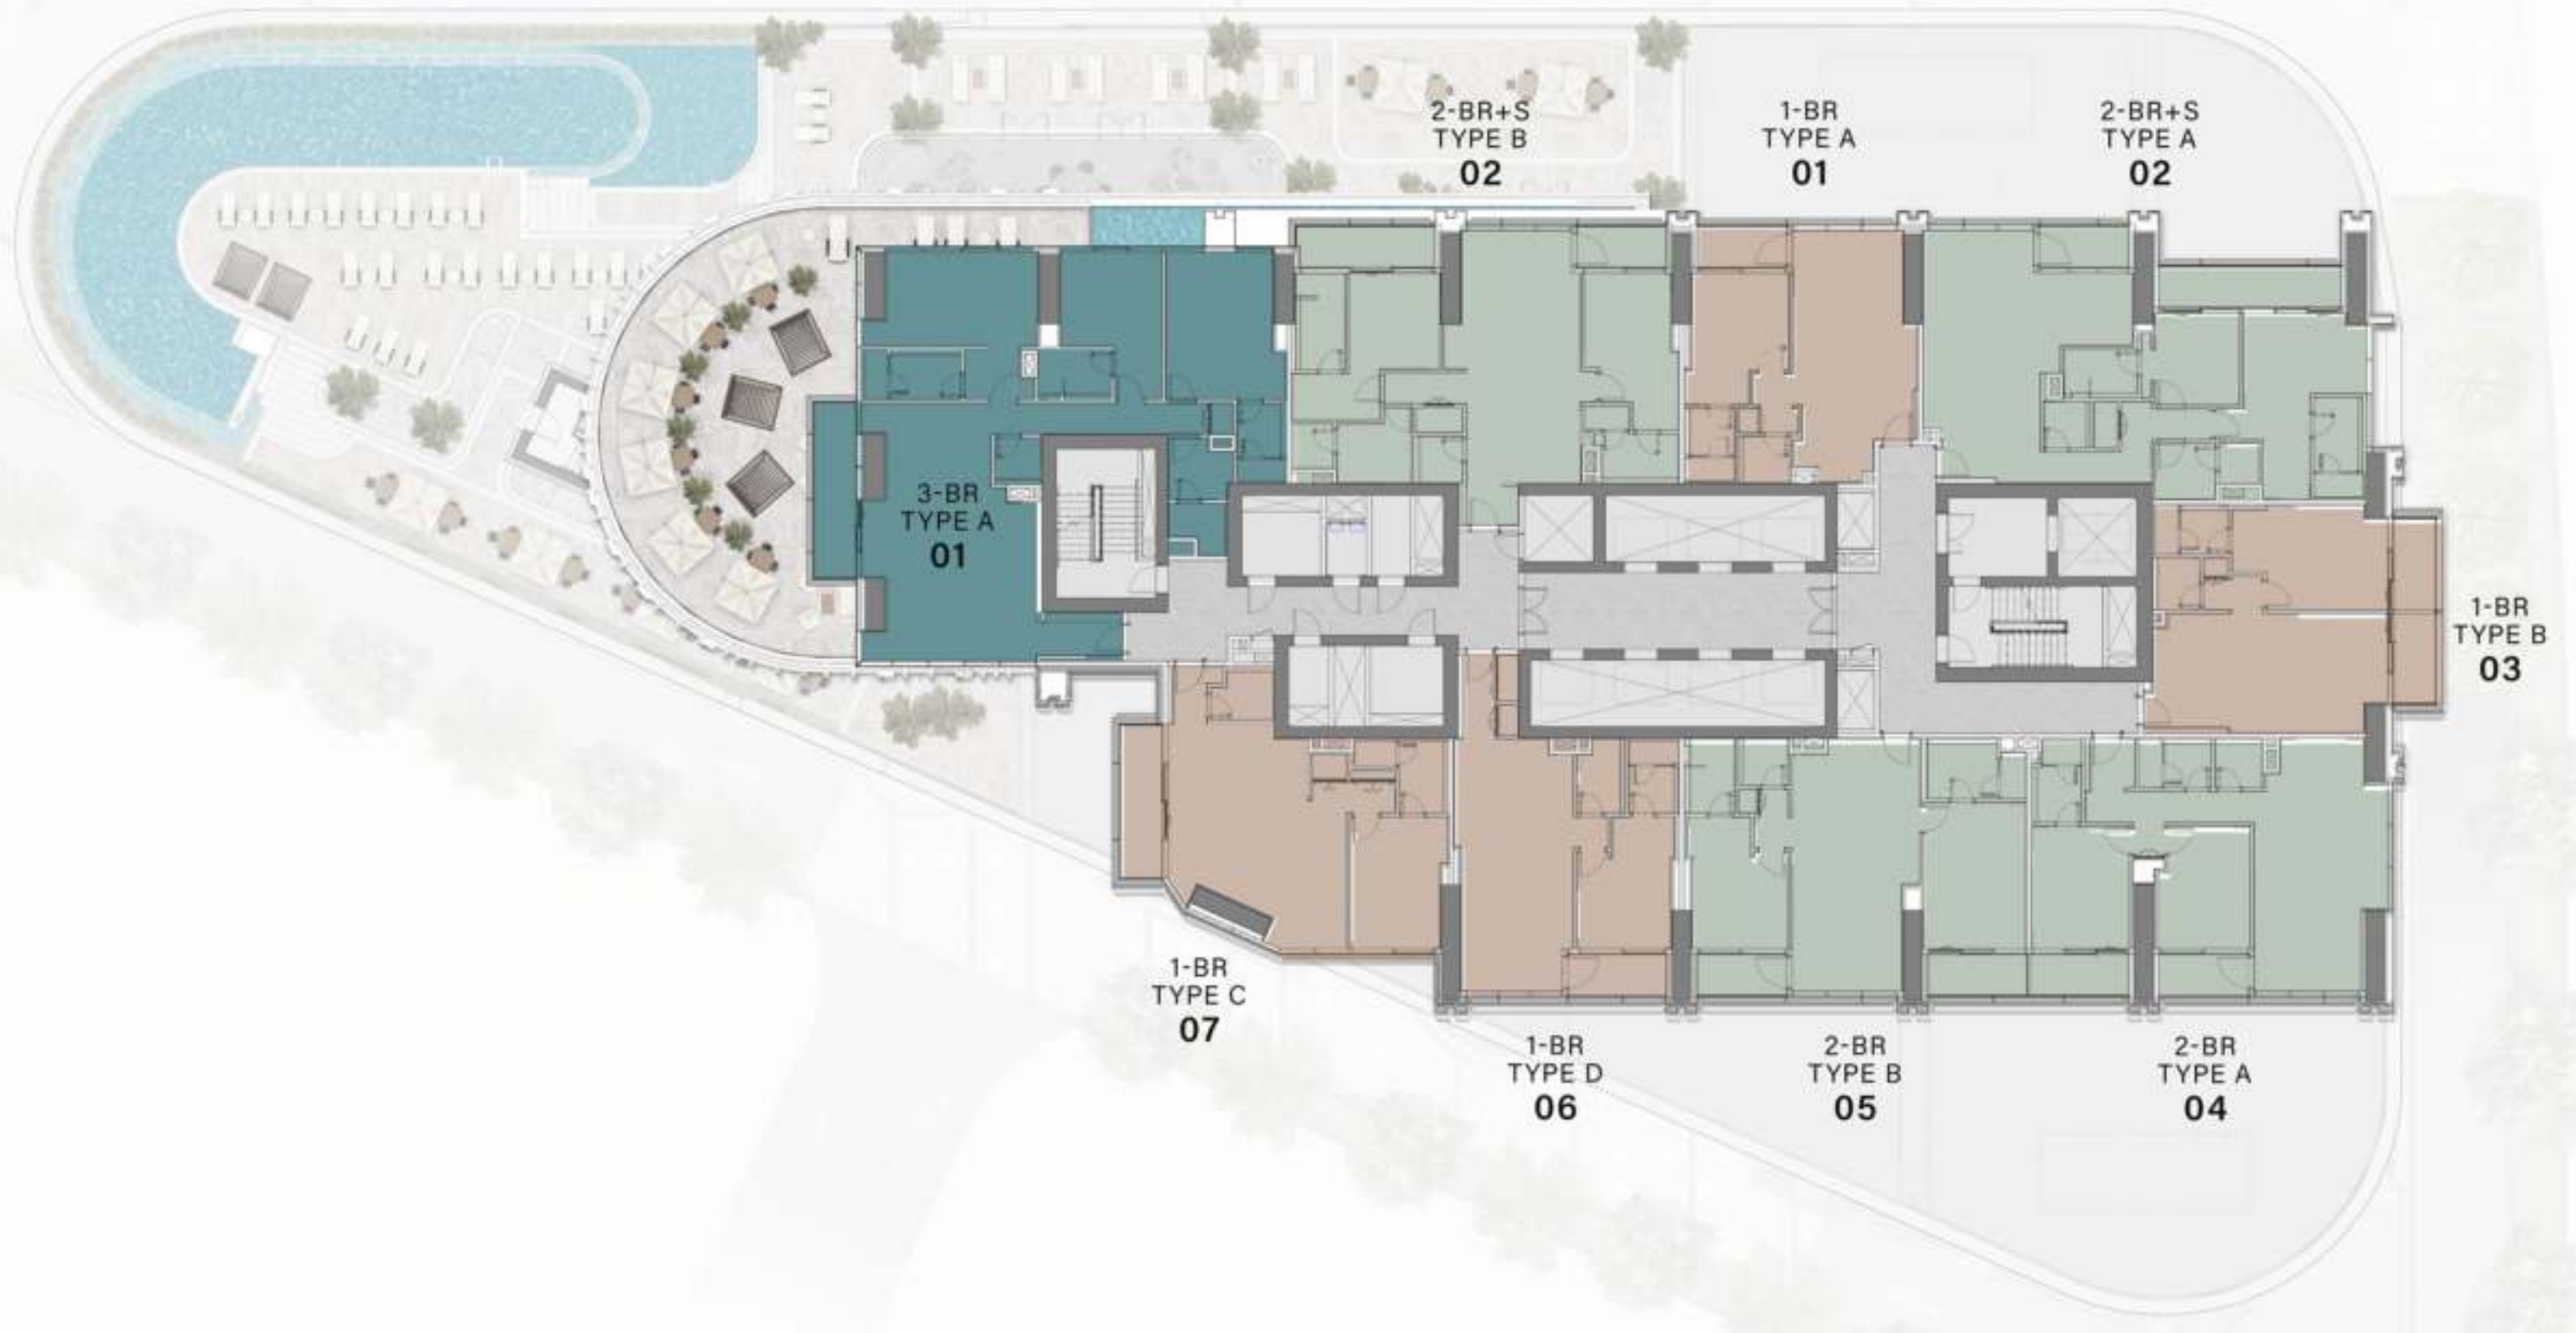 2-BR+S
TYPE B
02
1-BR
TYPE A
01
2-BR+S
TYPE A
02
3-BR
TYPE A
01
1-BR
TYPE B
03
1-BR
TYPE C
07
1-BR
TYPE D
06
2-BR
TYPE B
05
2-BR
TYPE A
04